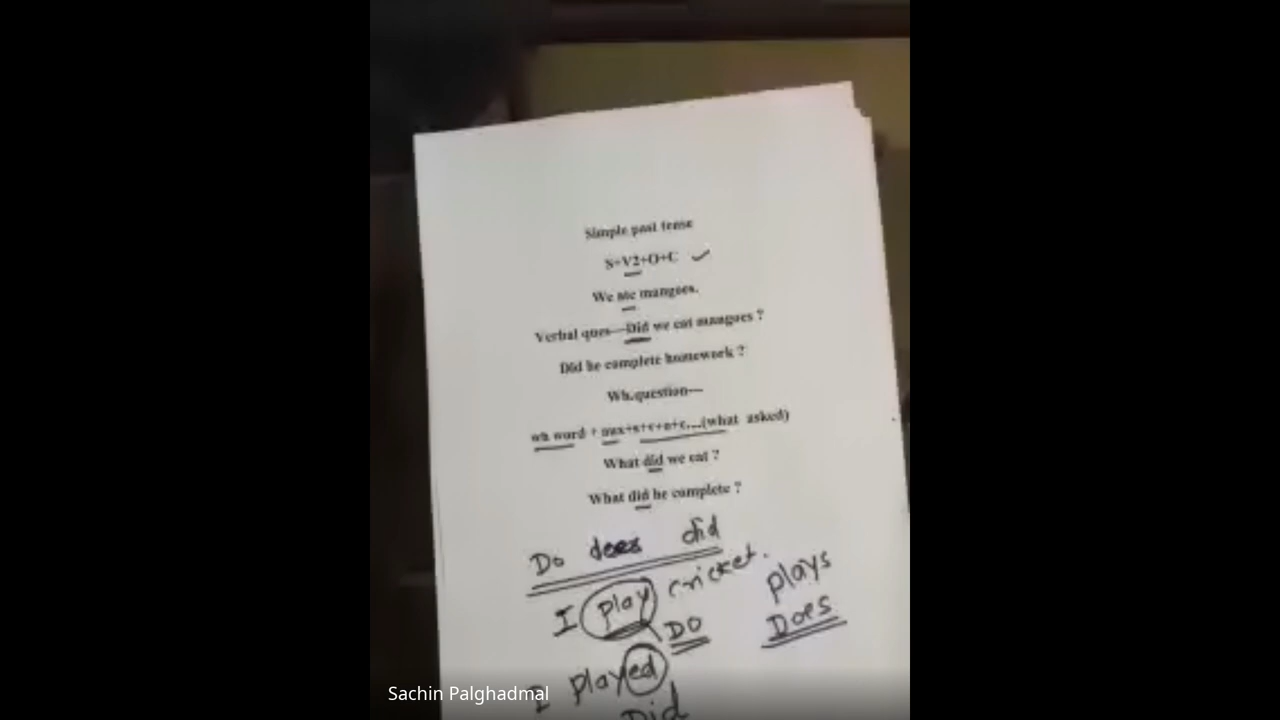 Simple past tense
S+V2+O+C ✓
We ate mangoes.
Verbal ques—Did we eat mangoes ?
Did he complete homework ?
Wh.question---
wh word + aux+s+v+o+c....(what asked)
What did we eat ?
What did he complete ?
Do does did
I play cricket. plays
DO Does
I played
Did
Sachin Palghadmal